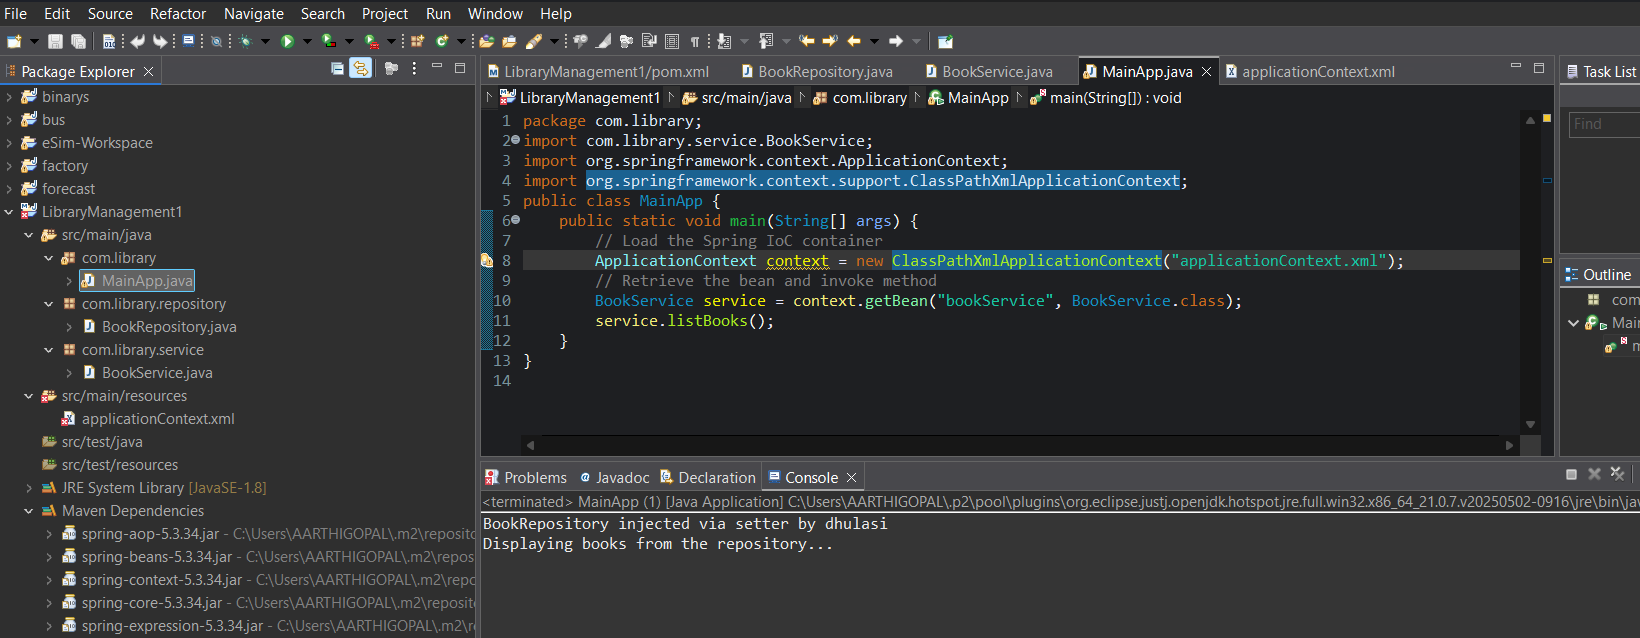 File Edit Source Refactor Navigate Search Project Run Window Help
Package Explorer
binarys
bus
eSim-Workspace
factory
forecast
LibraryManagement1
src/main/java
com.library
MainApp.java
com.library.repository
BookRepository.java
com.library.service
BookService.java
src/main/resources
applicationContext.xml
src/test/java
src/test/resources
JRE System Library [JavaSE-1.8]
Maven Dependencies
spring-aop-5.3.34.jar - C:\Users\AARTHIGOPAL\.m2\reposito
spring-beans-5.3.34.jar - C:\Users\AARTHIGOPAL\.m2\repos
spring-context-5.3.34.jar - C:\Users\AARTHIGOPAL\.m2\repo
spring-core-5.3.34.jar - C:\Users\AARTHIGOPAL\.m2\reposit
spring-expression-5.3.34.jar - C:\Users\AARTHIGOPAL\.m2\r
LibraryManagement1/pom.xml BookRepository.java BookService.java MainApp.java applicationContext.xml
LibraryManagement1 src/main/java com.library MainApp main(String[]) : void
1 package com.library;
2 import com.library.service.BookService;
3 import org.springframework.context.ApplicationContext;
4 import org.springframework.context.support.ClassPathXmlApplicationContext;
5 public class MainApp {
6 public static void main(String[] args) {
7 // Load the Spring IoC container
8 ApplicationContext context = new ClassPathXmlApplicationContext("applicationContext.xml");
9 // Retrieve the bean and invoke method
10 BookService service = context.getBean("bookService", BookService.class);
11 service.listBooks();
12 }
13 }
14
Problems Javadoc Declaration Console
<terminated> MainApp (1) [Java Application] C:\Users\AARTHIGOPAL\.p2\pool\plugins\org.eclipse.justj.openjdk.hotspot.jre.full.win32.x86_64_21.0.7.v20250502-0916\jre\bin\jav
BookRepository injected via setter by dhulasi
Displaying books from the repository...
Task List
Find
Outline
com
Main
m